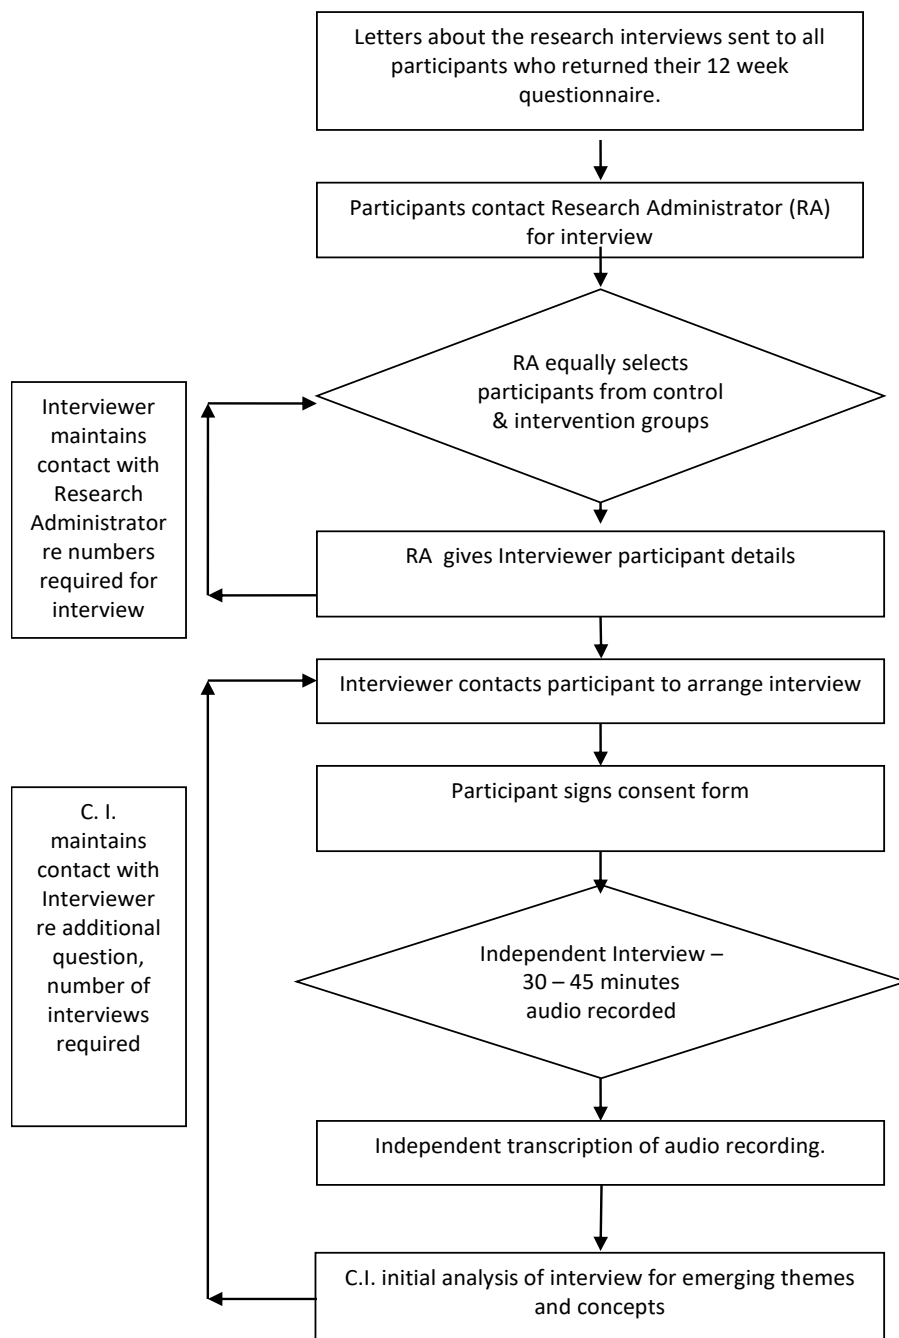 Letters about the research interviews sent to all
participants who returned their 12 week
questionnaire.
Participants contact Research Administrator (RA)
for interview
RA equally selects
participants from control
& intervention groups
Interviewer
maintains
contact with
Research
Administrator
re numbers
required for
interview
RA gives Interviewer participant details
Interviewer contacts participant to arrange interview
Participant signs consent form
C. I.
maintains
contact with
Interviewer
re additional
question,
number of
interviews
required
Independent Interview –
30 – 45 minutes
audio recorded
Independent transcription of audio recording.
C.I. initial analysis of interview for emerging themes
and concepts